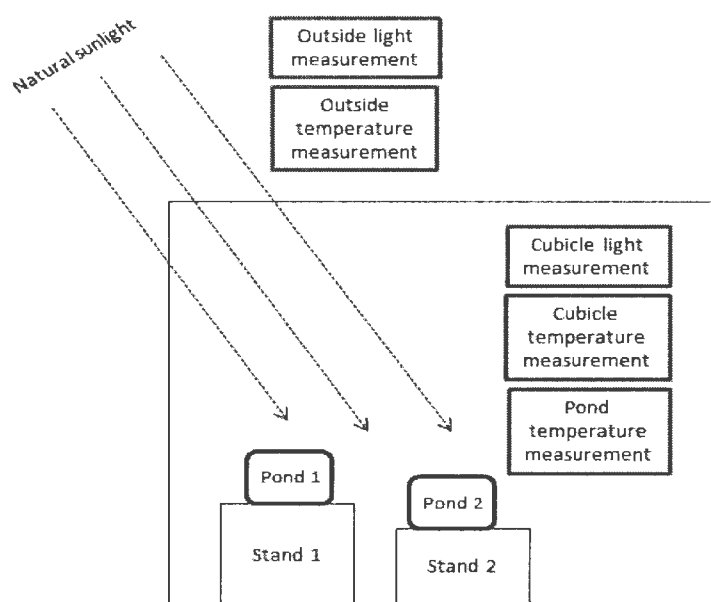 Natural sunlight
Outside light
measurement
Outside
temperature
measurement
Cubicle light
measurement
Cubicle
temperature
measurement
Pond
temperature
measurement
Pond 1
Pond 2
Stand 1
Stand 2